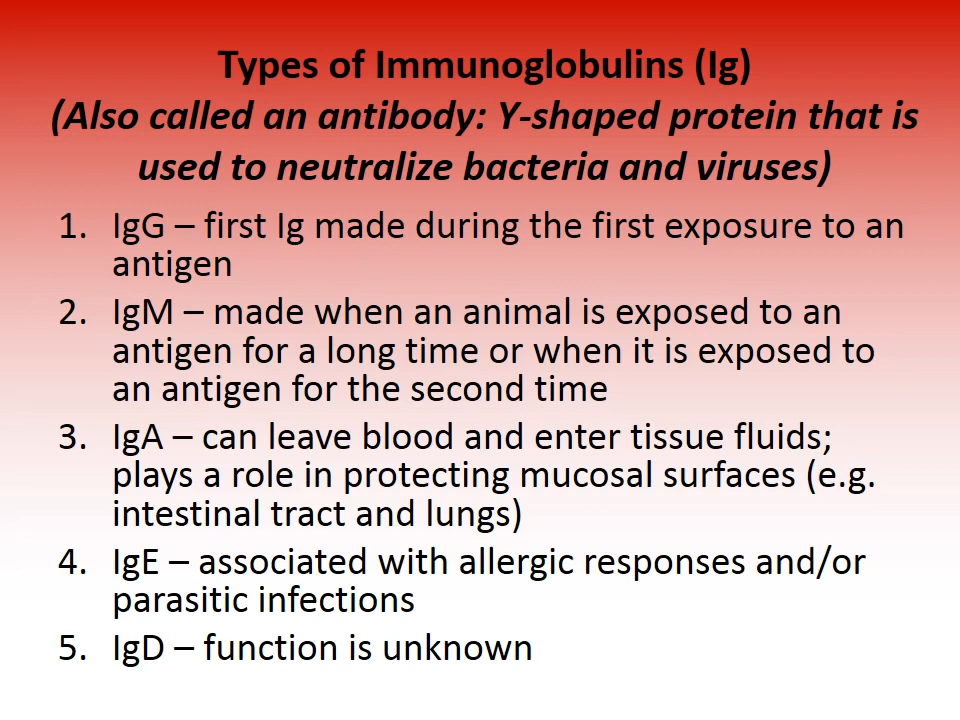 Types of Immunoglobulins (Ig)
(Also called an antibody: Y-shaped protein that is
used to neutralize bacteria and viruses)
1. IgG – first Ig made during the first exposure to an
antigen
2. IgM – made when an animal is exposed to an
antigen for a long time or when it is exposed to
an antigen for the second time
3. IgA – can leave blood and enter tissue fluids;
plays a role in protecting mucosal surfaces (e.g.
intestinal tract and lungs)
4. IgE – associated with allergic responses and/or
parasitic infections
5. IgD – function is unknown